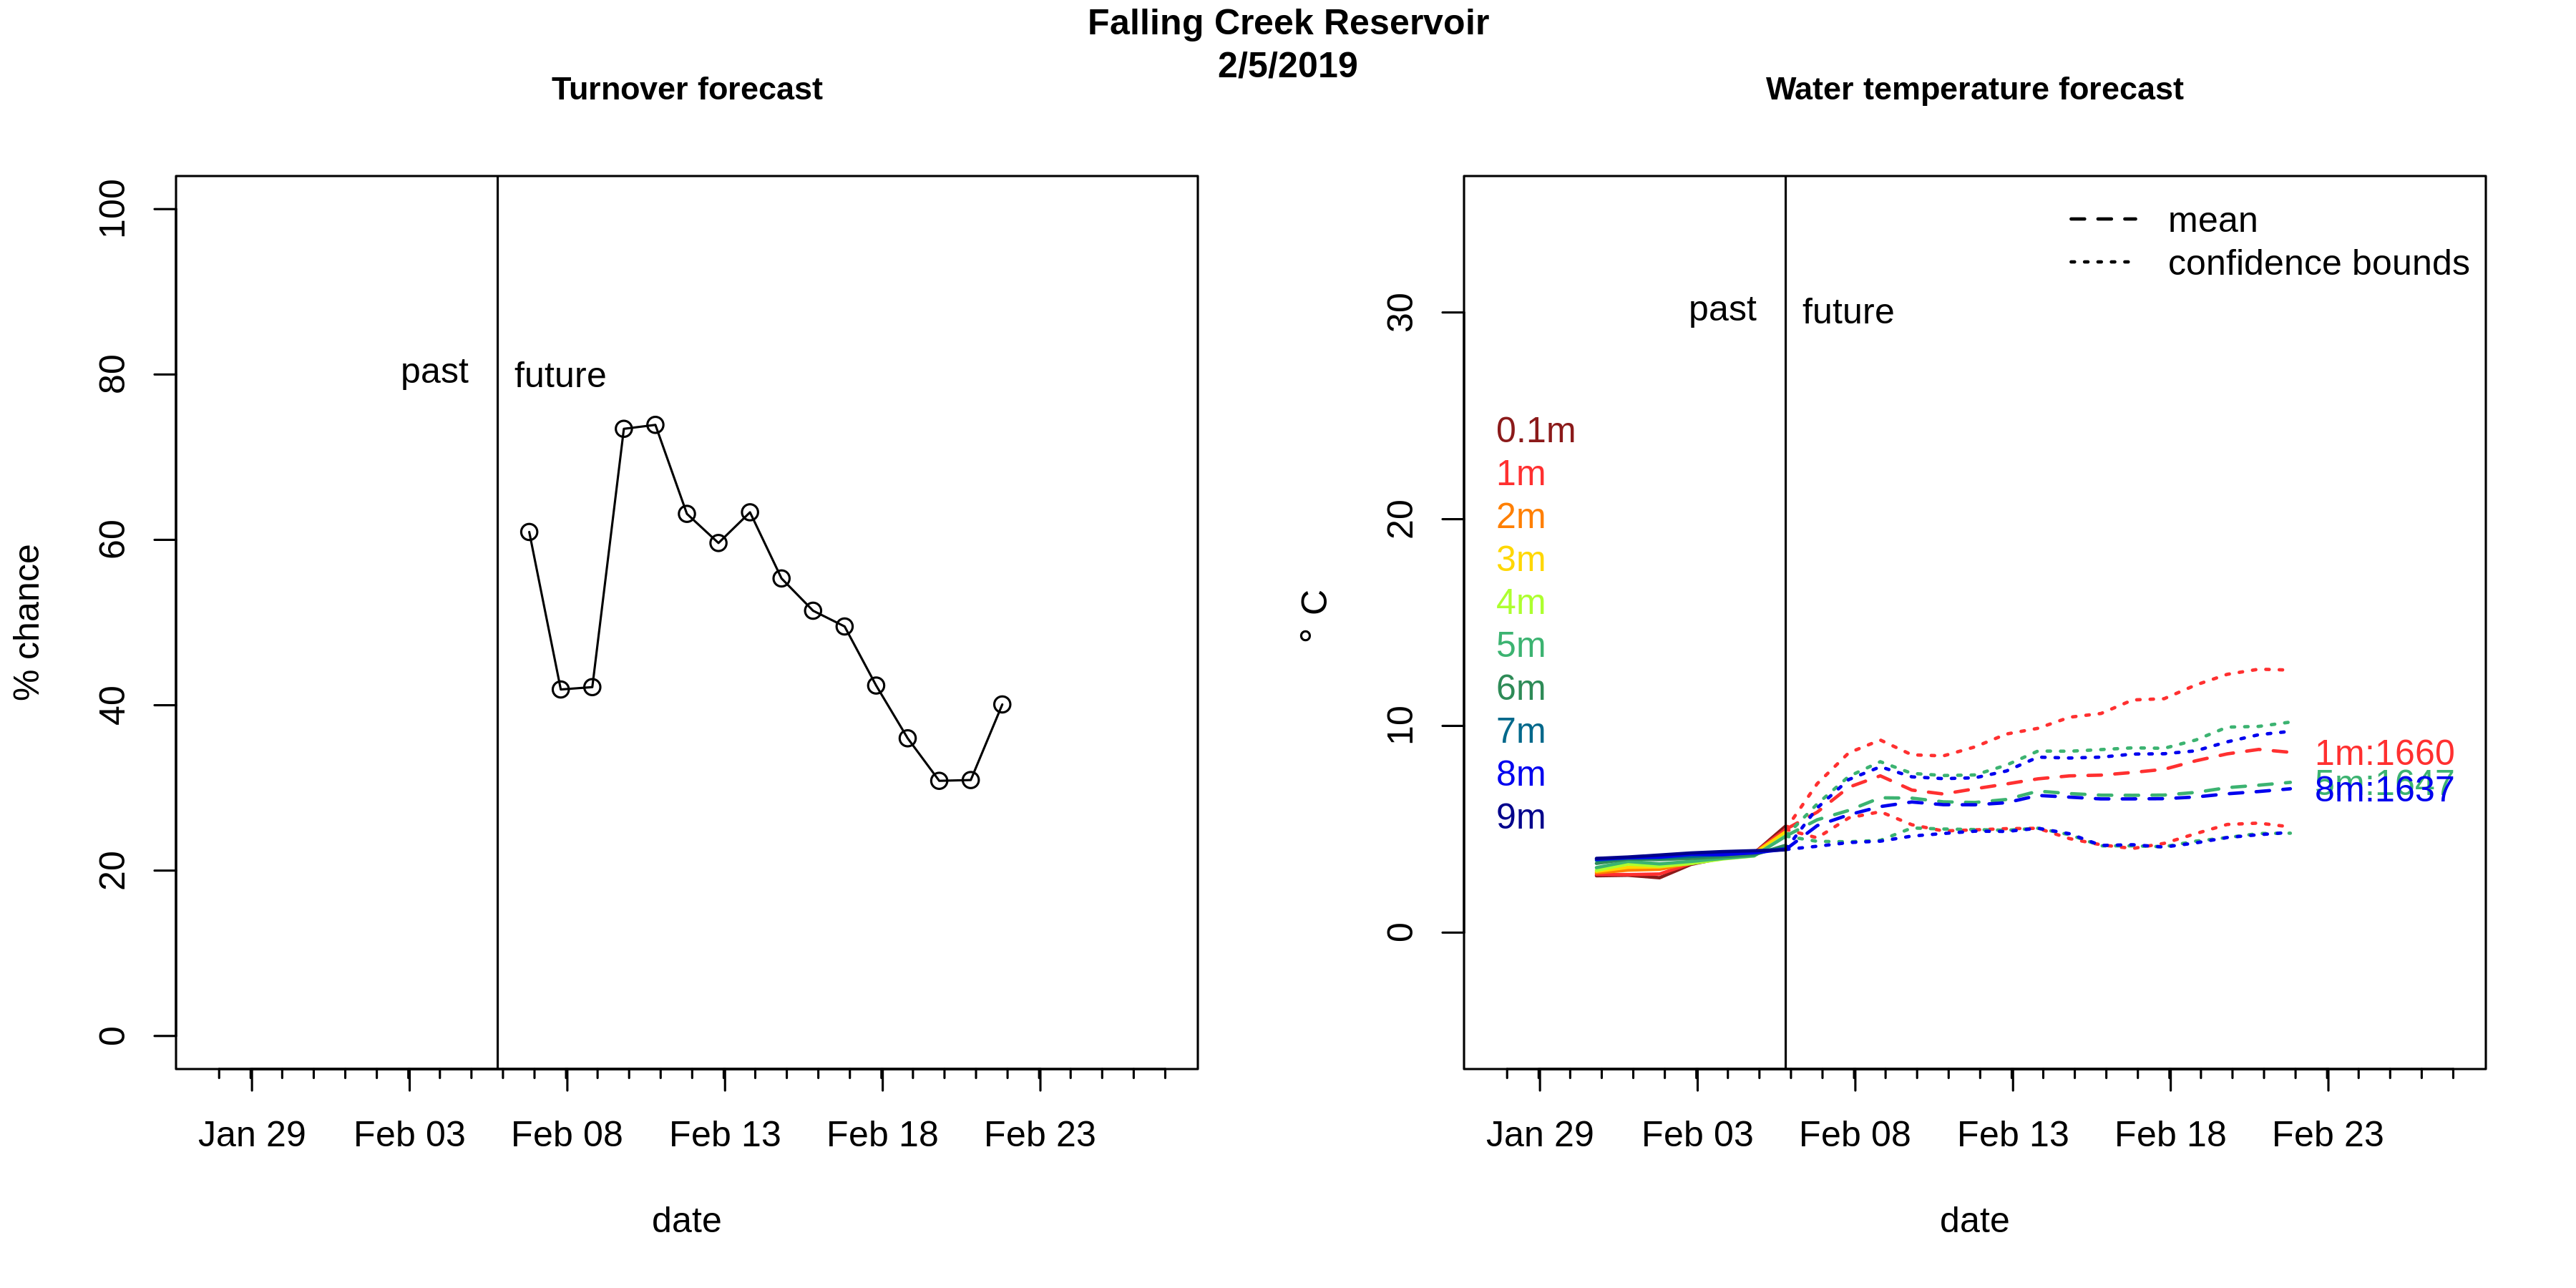 Falling Creek Reservoir
2/5/2019
Turnover forecast
% chance
100
80
60
40
20
0
past
future
Jan 29
Feb 03
Feb 08
Feb 13
Feb 18
Feb 23
date
Water temperature forecast
° C
30
20
10
0
mean
confidence bounds
past
future
0.1m
1m
2m
3m
4m
5m
6m
7m
8m
9m
1m:1660
8m:1637
Jan 29
Feb 03
Feb 08
Feb 13
Feb 18
Feb 23
date